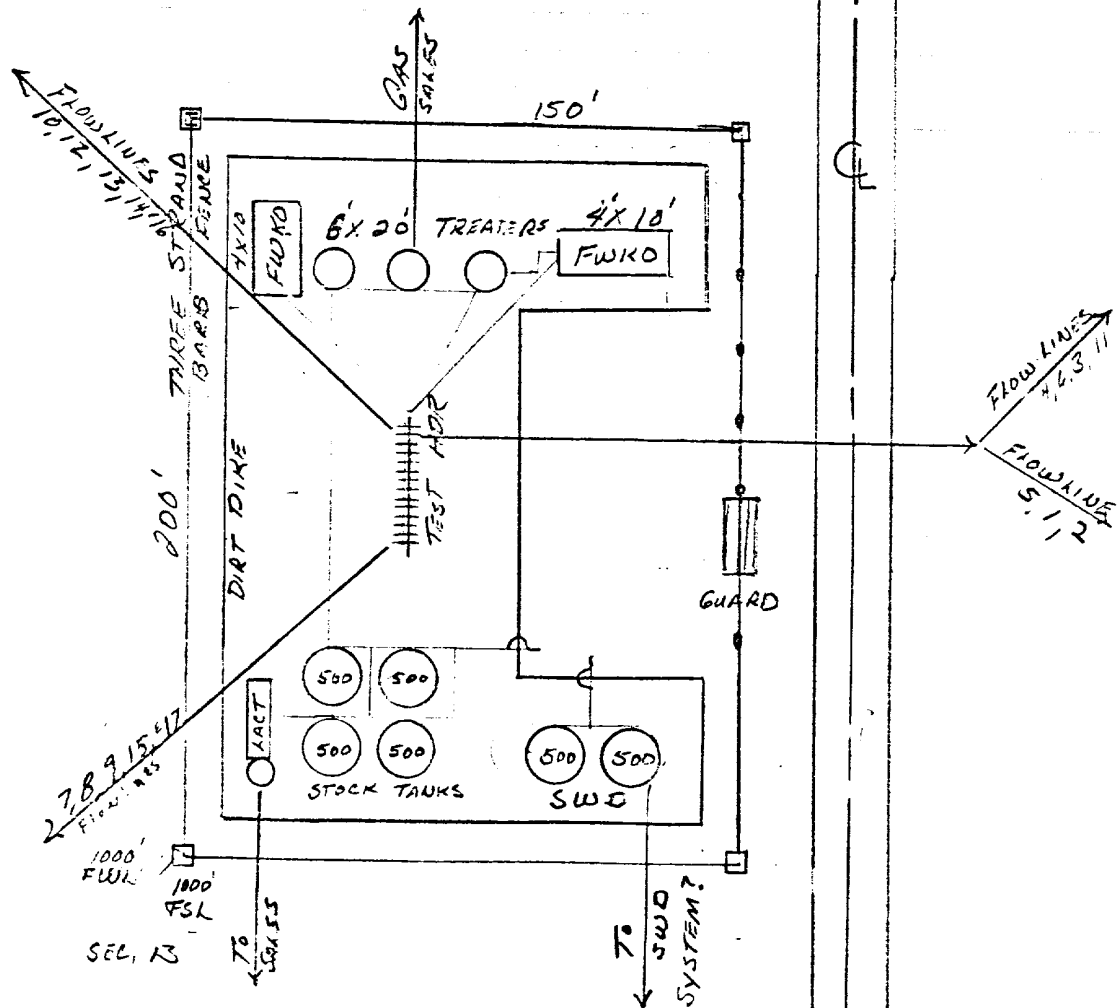 GAS
SALES
150'
FLOWLINES
10, 12, 13, 14, 16
THREE STRAND
BARB FENCE
200'
DIRT DIKE
4X10
FWKO
6' X 20' TREATERS
4' X 10'
FWKO
CL
TEST HDR
FLOW LINES
4, 6, 3, 11
FLOWLINES
5, 1, 2
GUARD
500
500
500
500
STOCK TANKS
LACT
500
500
SWD
7, 8, 9, 15, & 17
FLOWLINES
1000'
FWL
1000'
FSL
SEC, 13
TO
SALES
TO
SWD
SYSTEM?